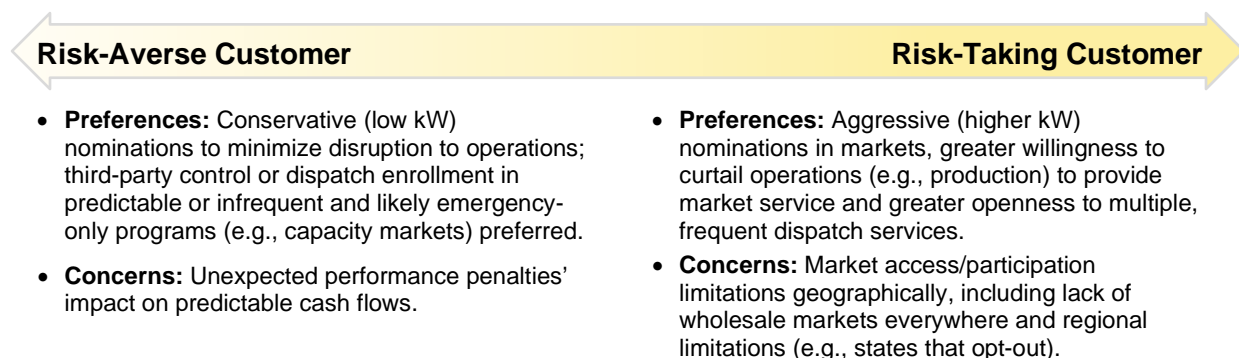 Risk-Averse Customer
Risk-Taking Customer
• Preferences: Conservative (low kW)
nominations to minimize disruption to operations;
third-party control or dispatch enrollment in
predictable or infrequent and likely emergency-
only programs (e.g., capacity markets) preferred.
• Concerns: Unexpected performance penalties’
impact on predictable cash flows.
• Preferences: Aggressive (higher kW)
nominations in markets, greater willingness to
curtail operations (e.g., production) to provide
market service and greater openness to multiple,
frequent dispatch services.
• Concerns: Market access/participation
limitations geographically, including lack of
wholesale markets everywhere and regional
limitations (e.g., states that opt-out).